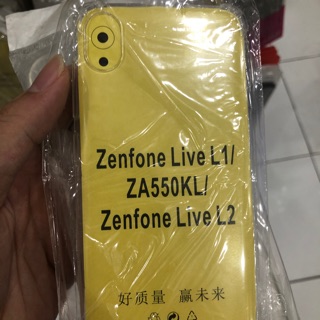 Zenfone Live L1/
ZA550KL/
Zenfone Live L2
好质量 赢未来